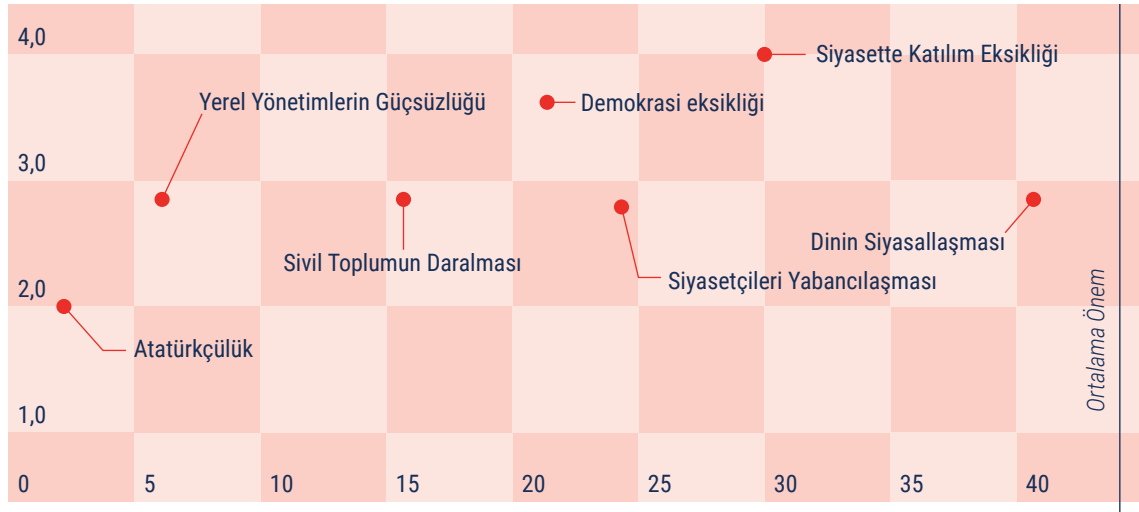 4,0
Siyasette Katılım Eksikliği
Yerel Yönetimlerin Güçsüzlüğü
Demokrasi eksikliği
3,0
Dinin Siyasallaşması
Sivil Toplumun Daralması
Siyasetçileri Yabancılaşması
2,0
Atatürkçülük
Ortalama Önem
1,0
0 5 10 15 20 25 30 35 40